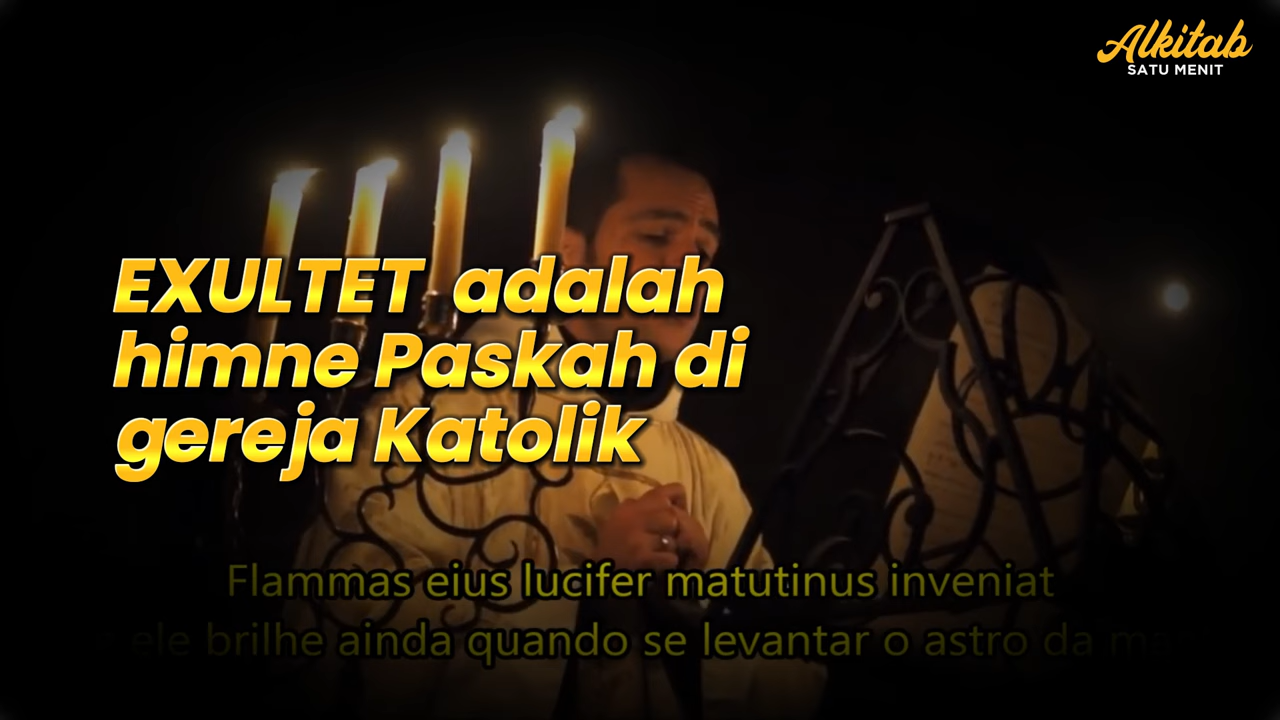 Alkitab
SATU MENIT
EXULTET adalah
himne Paskah di
gereja Katolik
Flammas eius lucifer matutinus inveniat
ele brilhe ainda quando se levantar o astro da